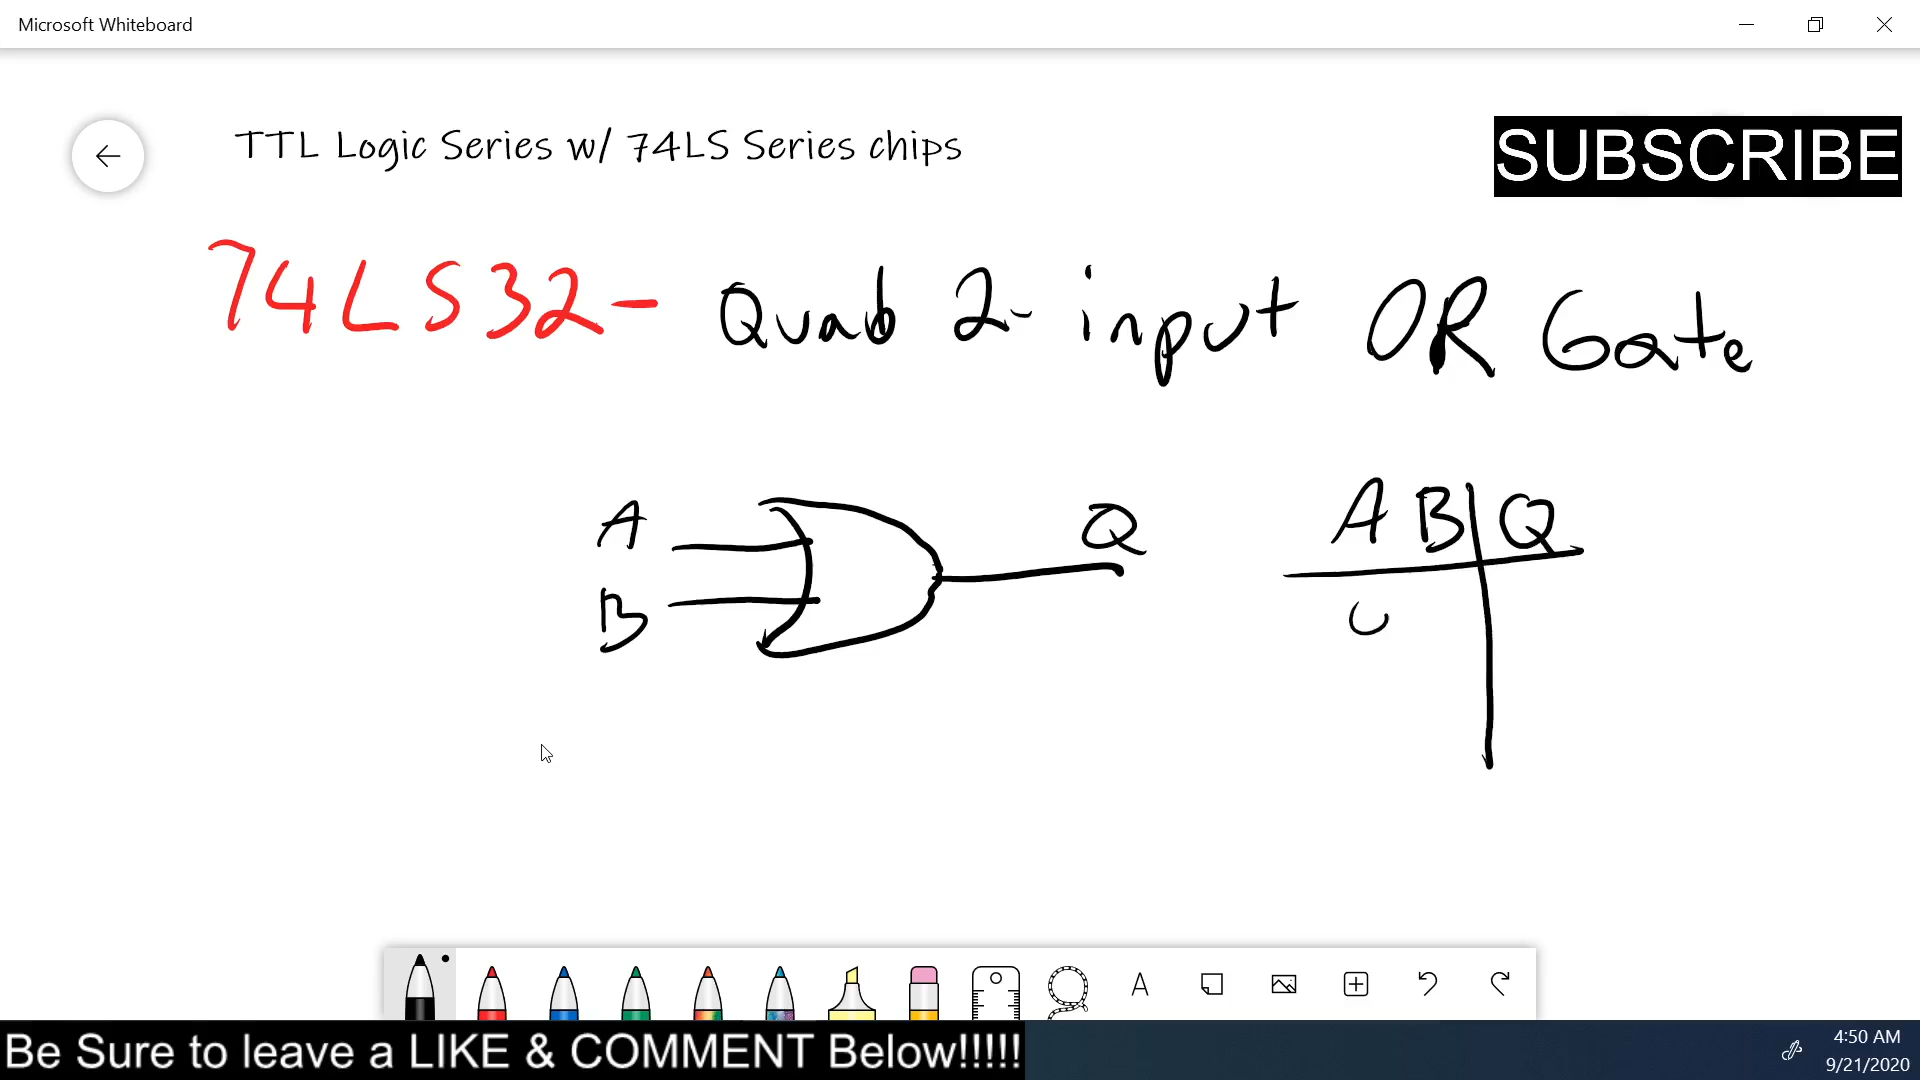 Microsoft Whiteboard
TTL Logic Series w/ 74LS Series chips
SUBSCRIBE
74LS32- Quad 2-input OR Gate
A
B
Q
A B Q
0
Be Sure to leave a LIKE & COMMENT Below!!!!!
4:50 AM
9/21/2020